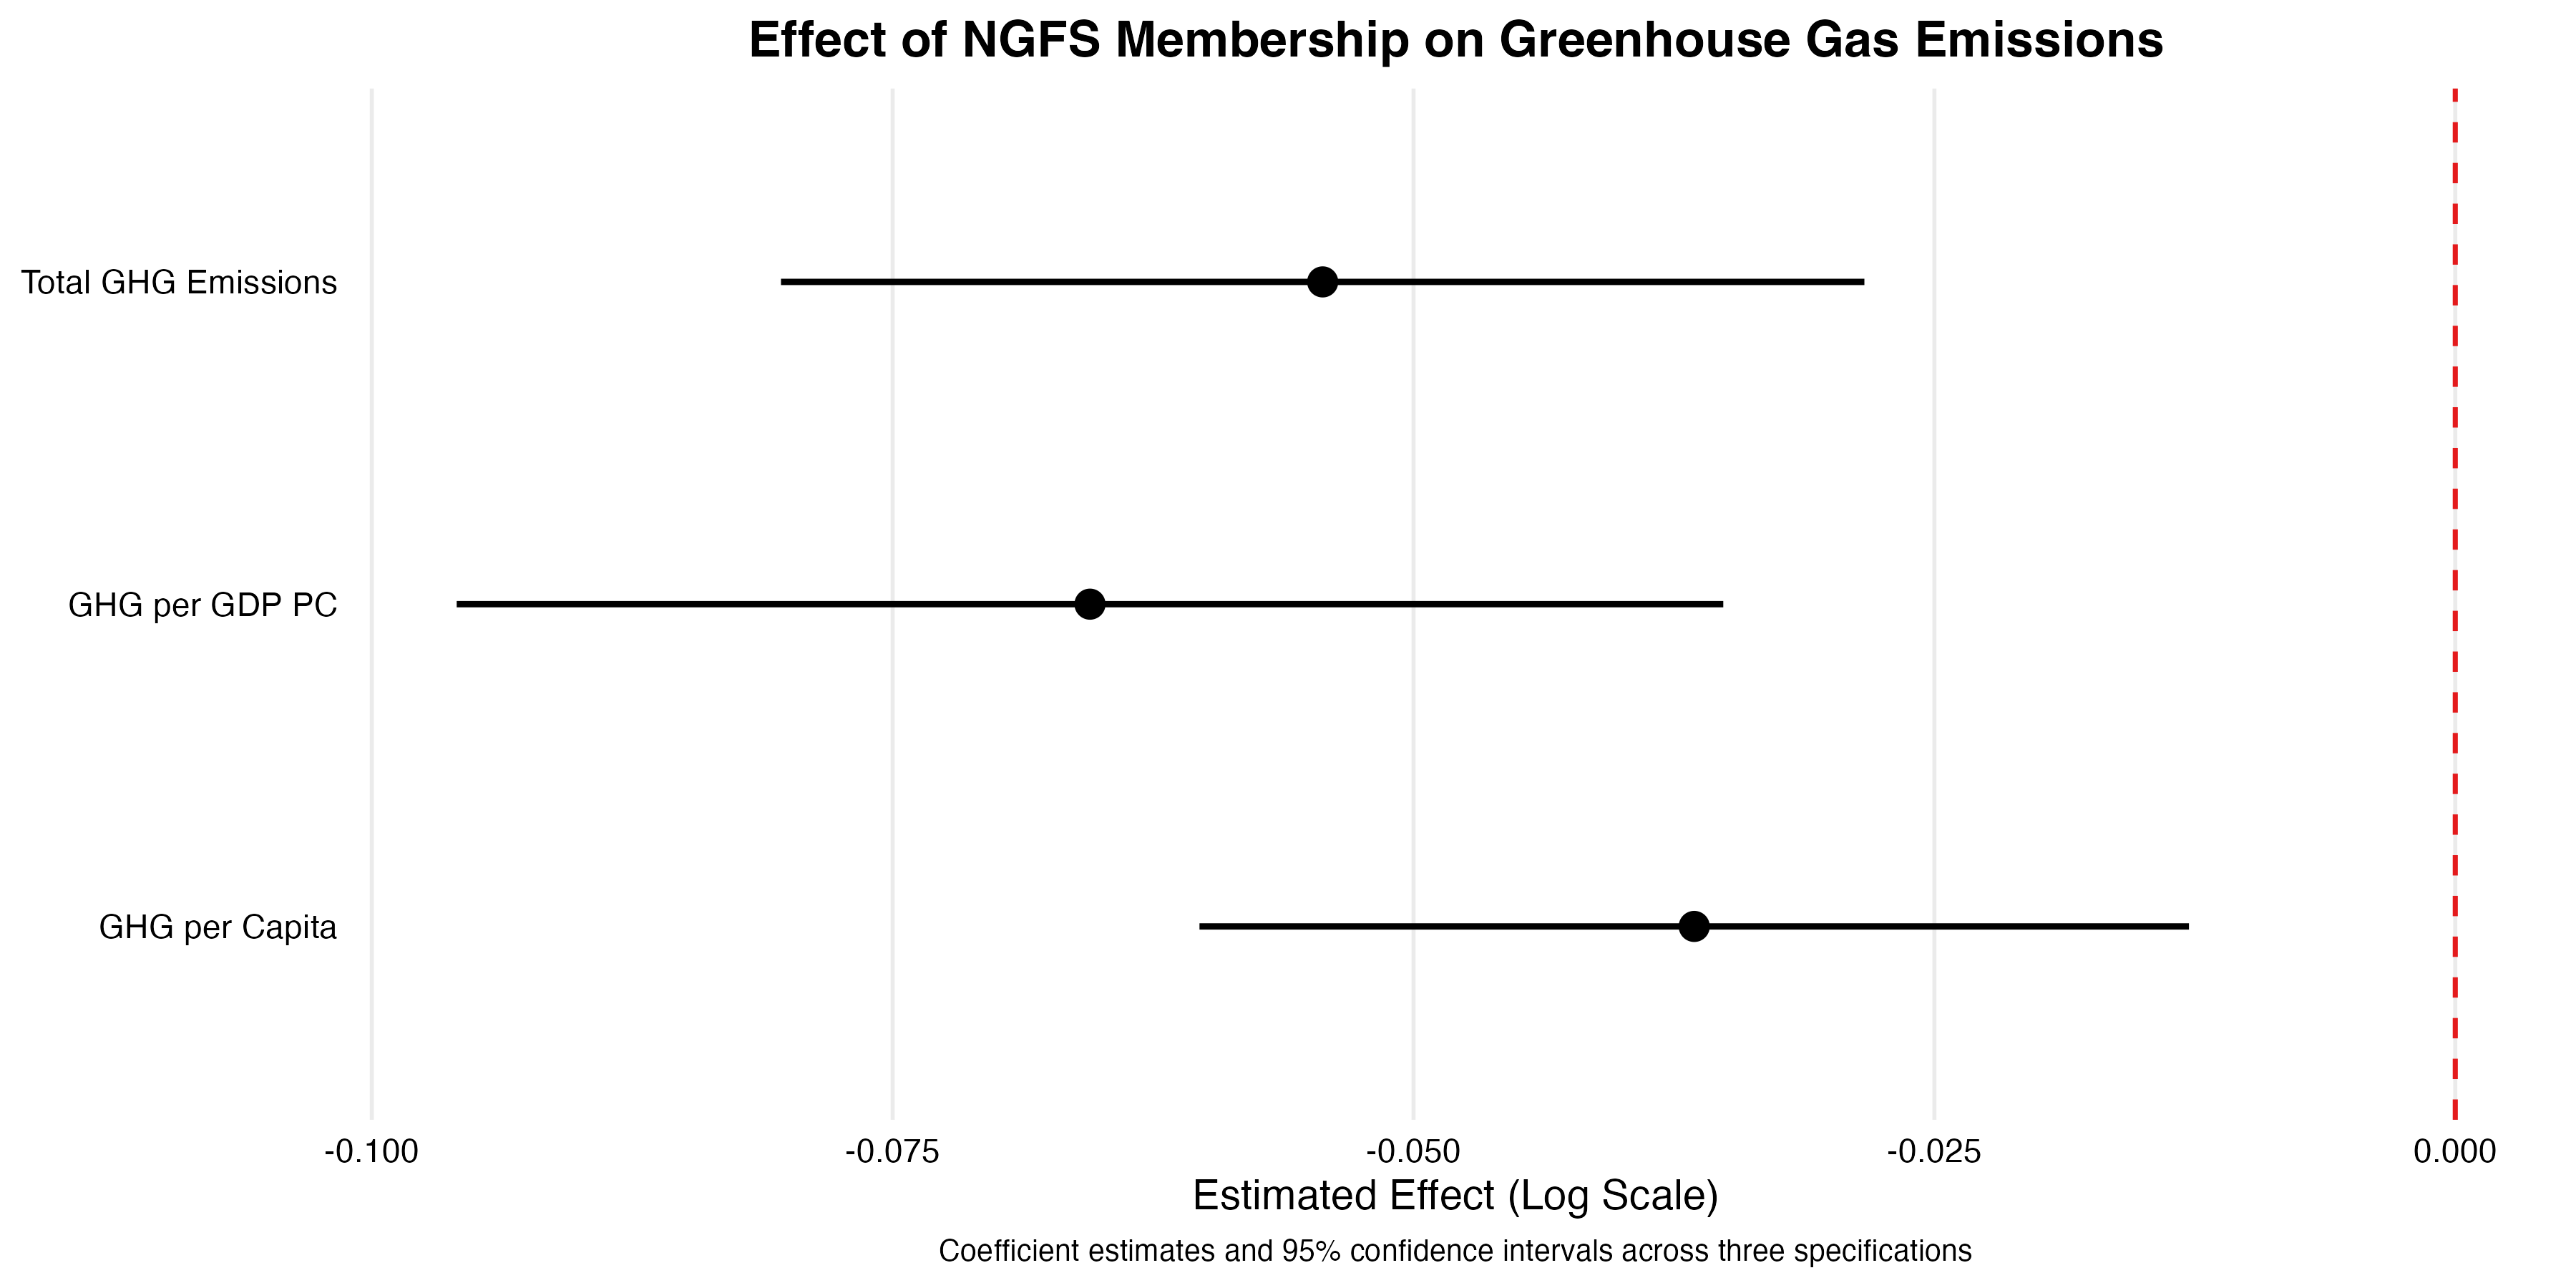 Effect of NGFS Membership on Greenhouse Gas Emissions
Total GHG Emissions
GHG per GDP PC
GHG per Capita
-0.100 -0.075 -0.050 -0.025 0.000
Estimated Effect (Log Scale)
Coefficient estimates and 95% confidence intervals across three specifications